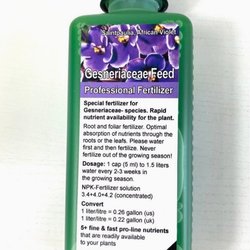 Saintpaulia, African Violet
Gesneriaceae Feed
Professional Fertilizer
Special fertilizer for
Gesneriaceae- species. Rapid
nutrient availability for the plant.
Root and foliar fertilizer. Optimal
absorption of nutrients through the
roots or the leafs. Please water
first and then fertilize. Never
fertilize out of the growing season!
Dosage: 1 cap (5 ml) to 1.5 liters
water every 2-3 weeks in
the growing season.
NPK-Fertilizer solution
3.4+4.0+4.2 (concentrated)
Convert
1 liter/litre = 0.26 gallon (us)
1 liter/litre = 0.22 gallon (uk)
5+ fine & fast pro-line nutrients
that are readily available
to your plants